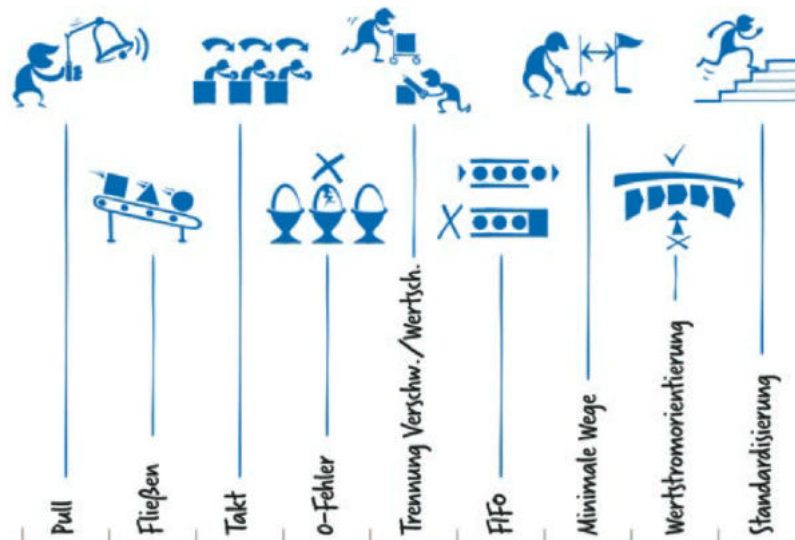 Pull
Fließen
Takt
0-Fehler
Trennung Verschw./Wertsch.
FiFo
Minimale Wege
Wertstromorientierung
Standardisierung